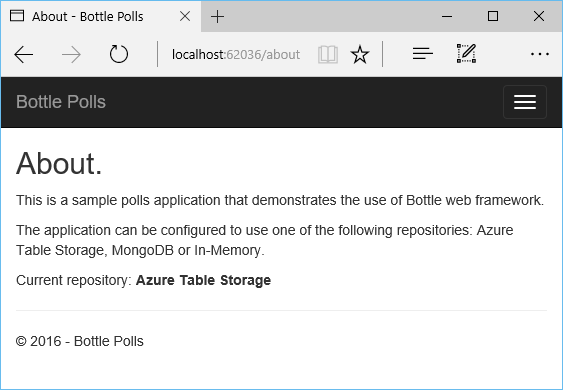 About - Bottle Polls
localhost:62036/about
Bottle Polls
About.
This is a sample polls application that demonstrates the use of Bottle web framework.
The application can be configured to use one of the following repositories: Azure
Table Storage, MongoDB or In-Memory.
Current repository: Azure Table Storage
© 2016 - Bottle Polls